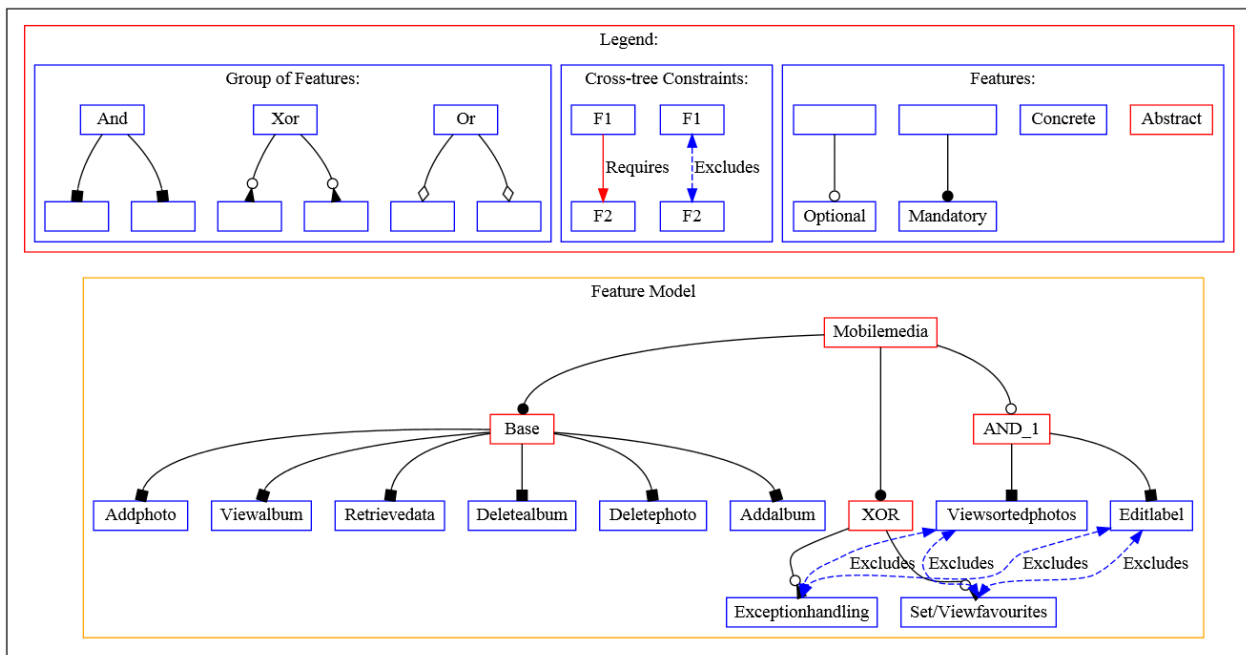 Legend:
Group of Features:
Cross-tree Constraints:
Features:
And
Xor
Or
F1
F1
Concrete
Abstract
Requires
Excludes
F2
F2
Optional
Mandatory
Feature Model
Mobilemedia
Base
AND_1
Addphoto
Viewalbum
Retrievedata
Deletealbum
Deletephoto
Addalbum
XOR
Viewsortedphotos
Editlabel
Excludes
Excludes
Excludes
Excludes
Exceptionhandling
Set/Viewfavourites